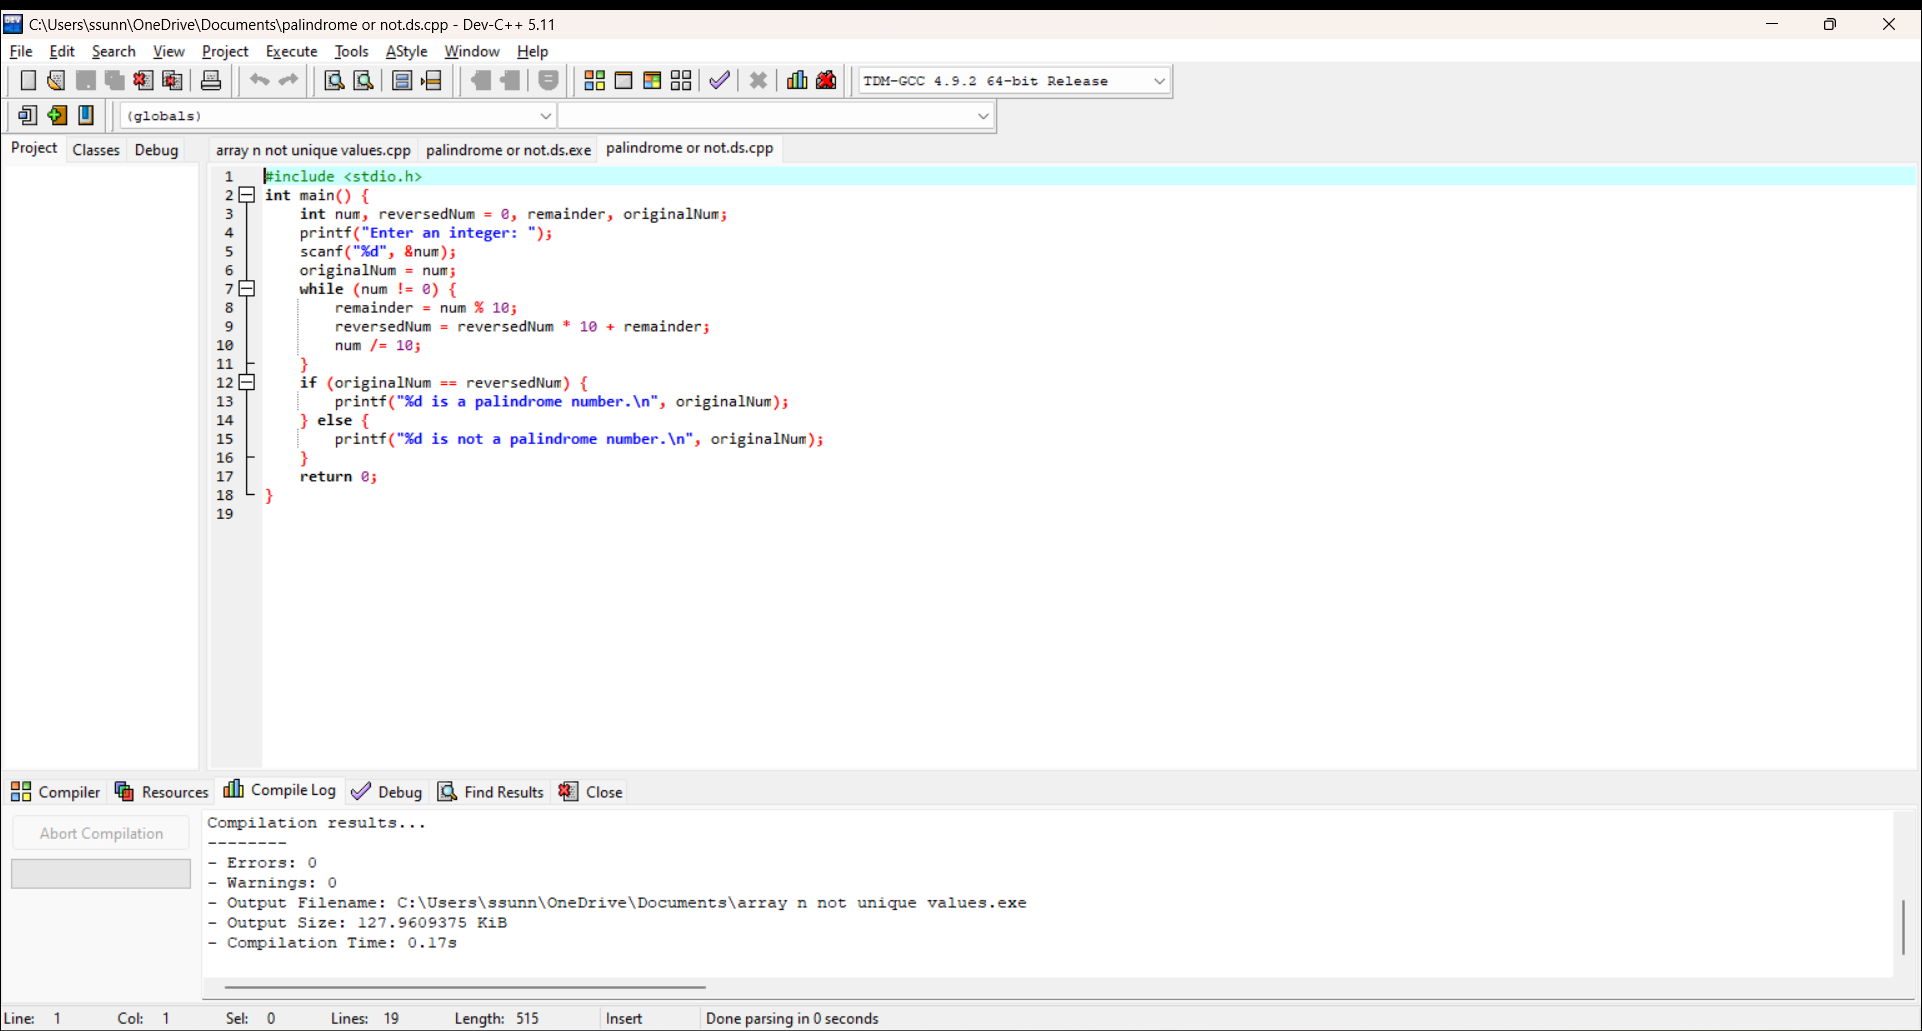 C:\Users\ssunn\OneDrive\Documents\palindrome or not.ds.cpp - Dev-C++ 5.11
File Edit Search View Project Execute Tools AStyle Window Help
TDM-GCC 4.9.2 64-bit Release
(globals)
Project Classes Debug array n not unique values.cpp palindrome or not.ds.exe palindrome or not.ds.cpp
1 #include <stdio.h>
2 int main() {
3     int num, reversedNum = 0, remainder, originalNum;
4     printf("Enter an integer: ");
5     scanf("%d", &num);
6     originalNum = num;
7     while (num != 0) {
8         remainder = num % 10;
9         reversedNum = reversedNum * 10 + remainder;
10         num /= 10;
11     }
12     if (originalNum == reversedNum) {
13         printf("%d is a palindrome number.\n", originalNum);
14     } else {
15         printf("%d is not a palindrome number.\n", originalNum);
16     }
17     return 0;
18 }
19
Compiler Resources Compile Log Debug Find Results Close
Abort Compilation
Compilation results...
--------
- Errors: 0
- Warnings: 0
- Output Filename: C:\Users\ssunn\OneDrive\Documents\array n not unique values.exe
- Output Size: 127.9609375 KiB
- Compilation Time: 0.17s
Line: 1 Col: 1 Sel: 0 Lines: 19 Length: 515 Insert Done parsing in 0 seconds